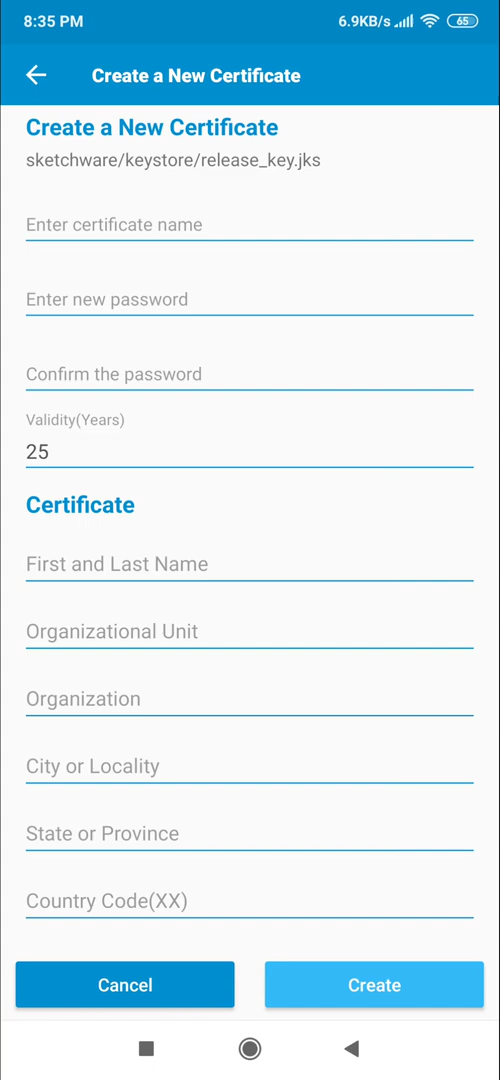 8:35 PM 6.9KB/s 65
Create a New Certificate
Create a New Certificate
sketchware/keystore/release_key.jks
Enter certificate name
Enter new password
Confirm the password
Validity(Years)
25
Certificate
First and Last Name
Organizational Unit
Organization
City or Locality
State or Province
Country Code(XX)
Cancel Create